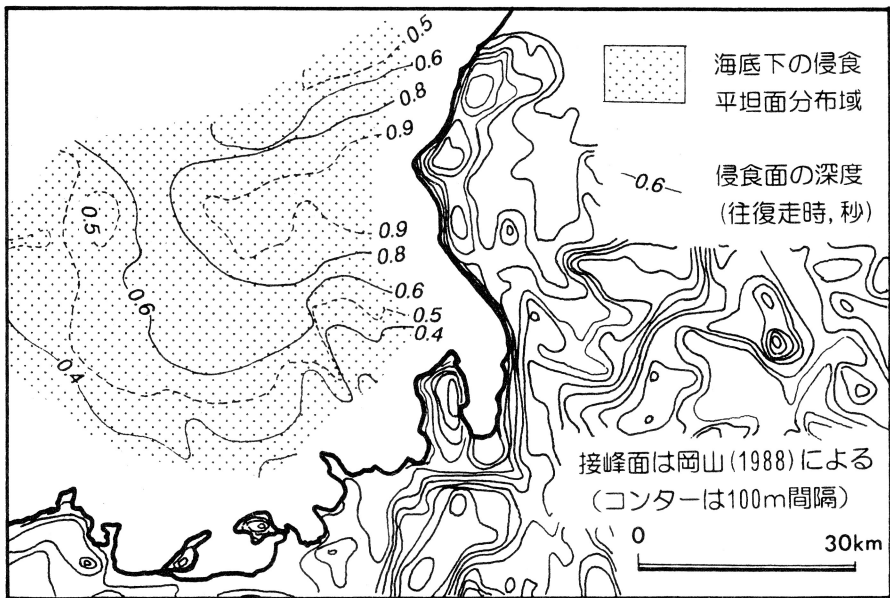 海底下の侵食
平坦面分布域
侵食面の深度
(往復走時,秒)
—0.6—
0.5
0.6
0.8
0.9
0.9
0.8
0.6
0.5
0.4
0.5
0.6
0.4
接峰面は岡山(1988)による
(コンターは100m間隔)
0 30km